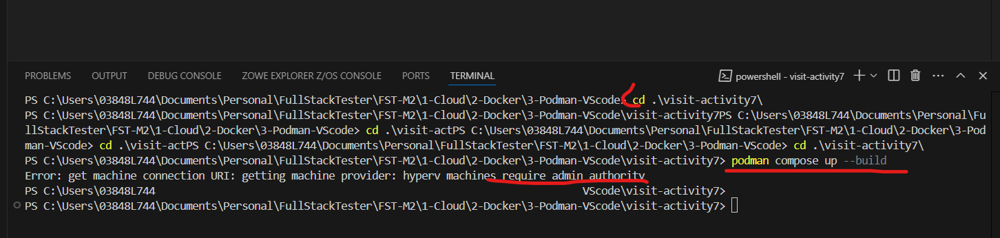 PROBLEMS OUTPUT DEBUG CONSOLE ZOWE EXPLORER Z/OS CONSOLE PORTS TERMINAL powershell - visit-activity7
PS C:\Users\03848L744\Documents\Personal\FullStackTester\FST-M2\1-Cloud\2-Docker\3-Podman-VScode> cd .\visit-activity7\
PS C:\Users\03848L744\Documents\Personal\FullStackTester\FST-M2\1-Cloud\2-Docker\3-Podman-VScode\visit-activity7PS C:\Users\03848L744\Documents\Personal\Fu
llStackTester\FST-M2\1-Cloud\2-Docker\3-Podman-VScode> cd .\visit-actPS C:\Users\03848L744\Documents\Personal\FullStackTester\FST-M2\1-Cloud\2-Docker\3-Pod
man-VScode> cd .\visit-actPS C:\Users\03848L744\Documents\Personal\FullStackTester\FST-M2\1-Cloud\2-Docker\3-Podman-VScode> cd .\visit-activity7\
PS C:\Users\03848L744\Documents\Personal\FullStackTester\FST-M2\1-Cloud\2-Docker\3-Podman-VScode\visit-activity7> podman compose up --build
Error: get machine connection URI: getting machine provider: hyperv machines require admin authority
PS C:\Users\03848L744 VScode\visit-activity7>
PS C:\Users\03848L744\Documents\Personal\FullStackTester\FST-M2\1-Cloud\2-Docker\3-Podman-VScode\visit-activity7>